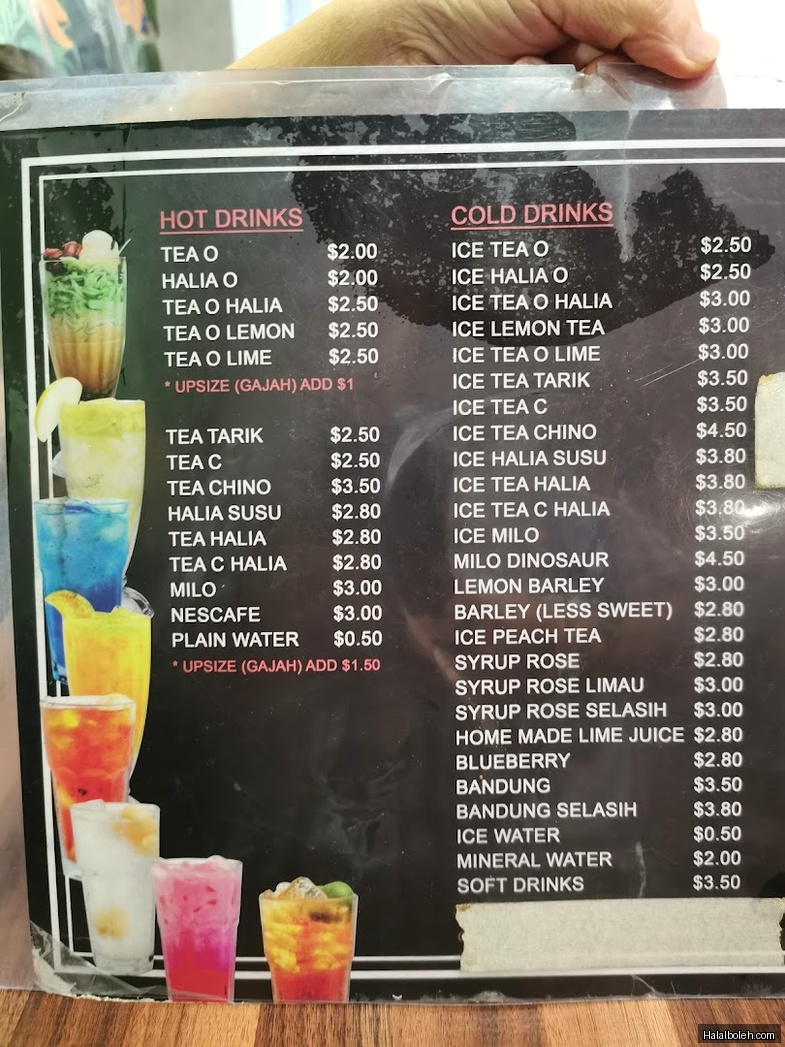 HOT DRINKS
TEA O $2.00
HALIA O $2.00
TEA O HALIA $2.50
TEA O LEMON $2.50
TEA O LIME $2.50
* UPSIZE (GAJAH) ADD $1
TEA TARIK $2.50
TEA C $2.50
TEA CHINO $3.50
HALIA SUSU $2.80
TEA HALIA $2.80
TEA C HALIA $2.80
MILO $3.00
NESCAFE $3.00
PLAIN WATER $0.50
* UPSIZE (GAJAH) ADD $1.50
COLD DRINKS
ICE TEA O $2.50
ICE HALIA O $2.50
ICE TEA O HALIA $3.00
ICE LEMON TEA $3.00
ICE TEA O LIME $3.00
ICE TEA TARIK $3.50
ICE TEA C $3.50
ICE TEA CHINO $4.50
ICE HALIA SUSU $3.80
ICE TEA HALIA $3.80
ICE TEA C HALIA $3.80
ICE MILO $3.50
MILO DINOSAUR $4.50
LEMON BARLEY $3.00
BARLEY (LESS SWEET) $2.80
ICE PEACH TEA $2.80
SYRUP ROSE $2.80
SYRUP ROSE LIMAU $3.00
SYRUP ROSE SELASIH $3.00
HOME MADE LIME JUICE $2.80
BLUEBERRY $2.80
BANDUNG $3.50
BANDUNG SELASIH $3.80
ICE WATER $0.50
MINERAL WATER $2.00
SOFT DRINKS $3.50
Halalboleh.com